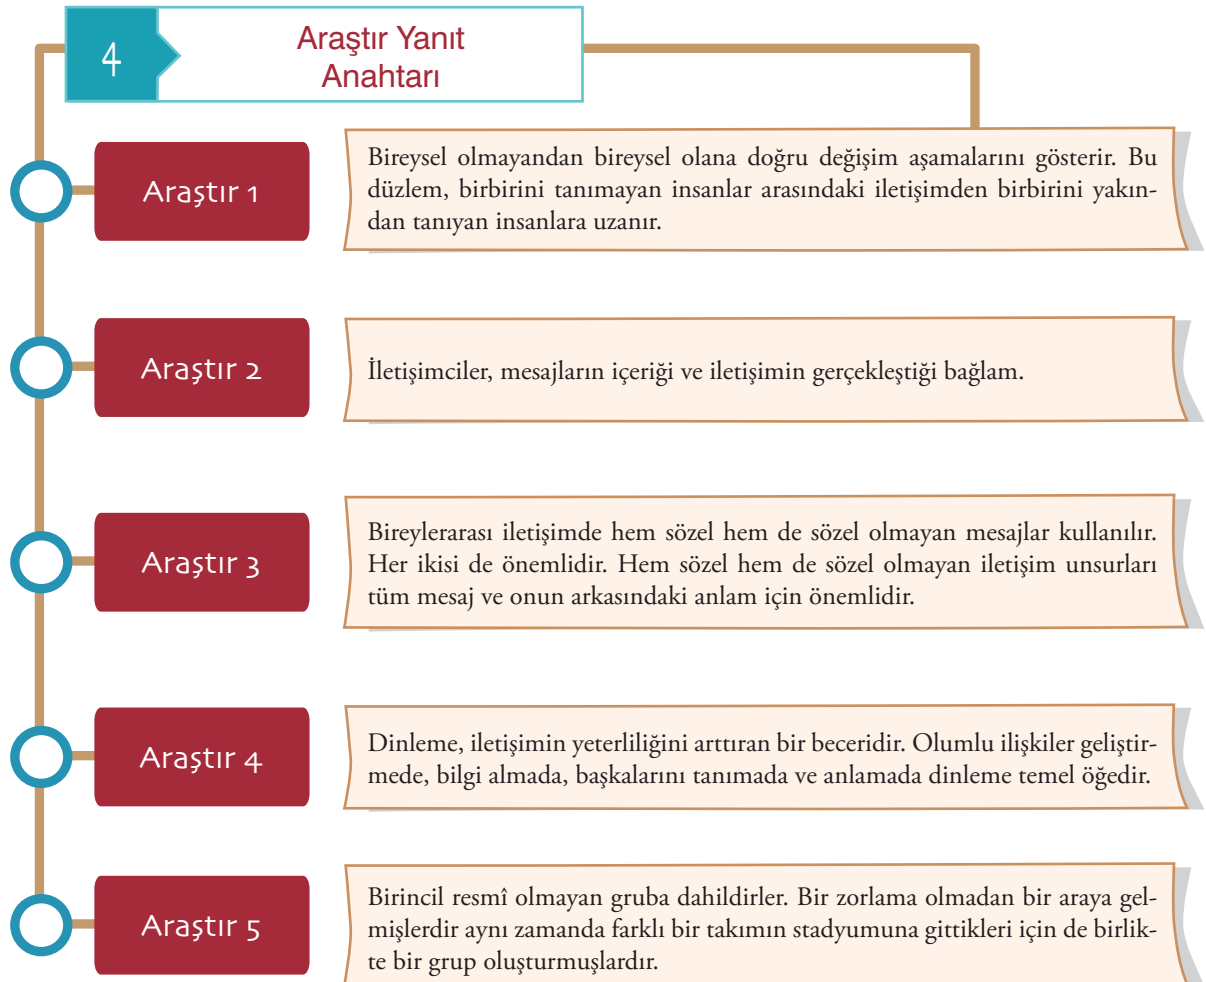 4
Araştır Yanıt
Anahtarı
Araştır 1
Bireysel olmayandan bireysel olana doğru değişim aşamalarını gösterir. Bu
düzlem, birbirini tanımayan insanlar arasındaki iletişimden birbirini yakın-
dan tanıyan insanlara uzanır.
Araştır 2
İletişimciler, mesajların içeriği ve iletişimin gerçekleştiği bağlam.
Araştır 3
Bireylerarası iletişimde hem sözel hem de sözel olmayan mesajlar kullanılır.
Her ikisi de önemlidir. Hem sözel hem de sözel olmayan iletişim unsurları
tüm mesaj ve onun arkasındaki anlam için önemlidir.
Araştır 4
Dinleme, iletişimin yeterliliğini arttıran bir beceridir. Olumlu ilişkiler geliştir-
mede, bilgi almada, başkalarını tanımada ve anlamada dinleme temel öğedir.
Araştır 5
Birincil resmî olmayan gruba dahildirler. Bir zorlama olmadan bir araya gel-
mişlerdir aynı zamanda farklı bir takımın stadyumuna gittikleri için de birlik-
te bir grup oluşturmuşlardır.